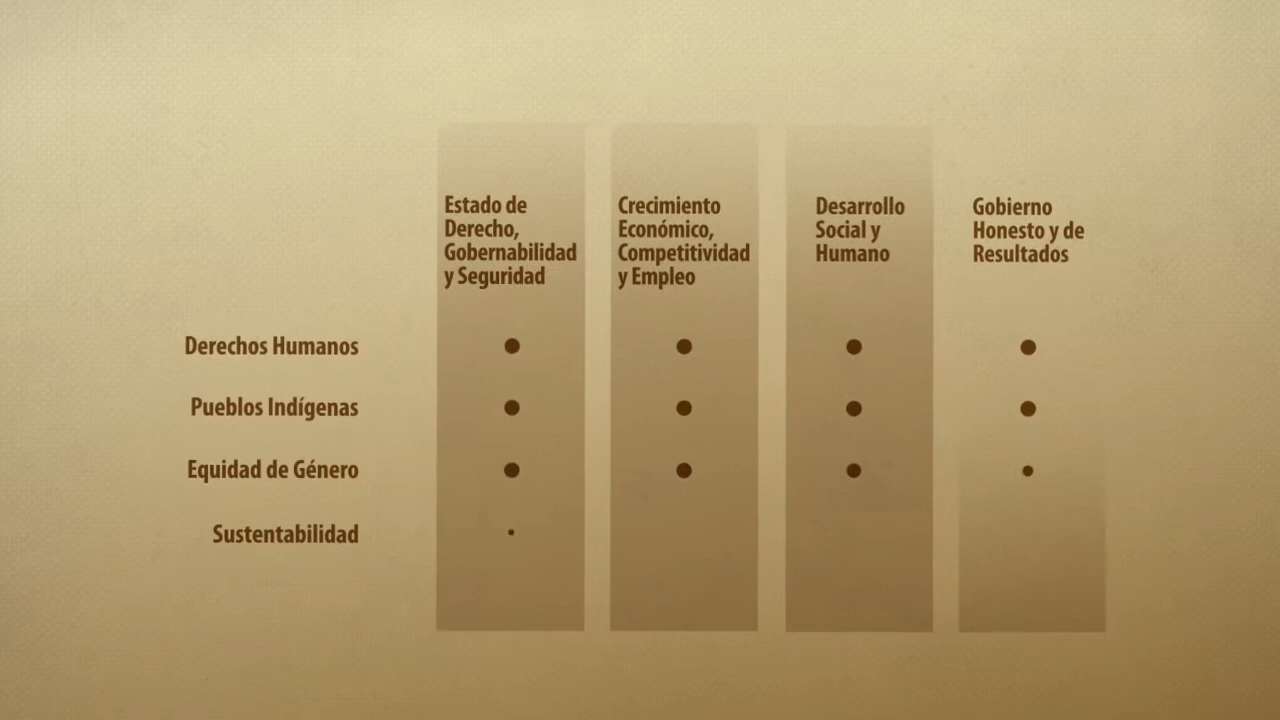 Estado de
Derecho,
Gobernabilidad
y Seguridad
Crecimiento
Económico,
Competitividad
y Empleo
Desarrollo
Social y
Humano
Gobierno
Honesto y de
Resultados
Derechos Humanos
Pueblos Indígenas
Equidad de Género
Sustentabilidad